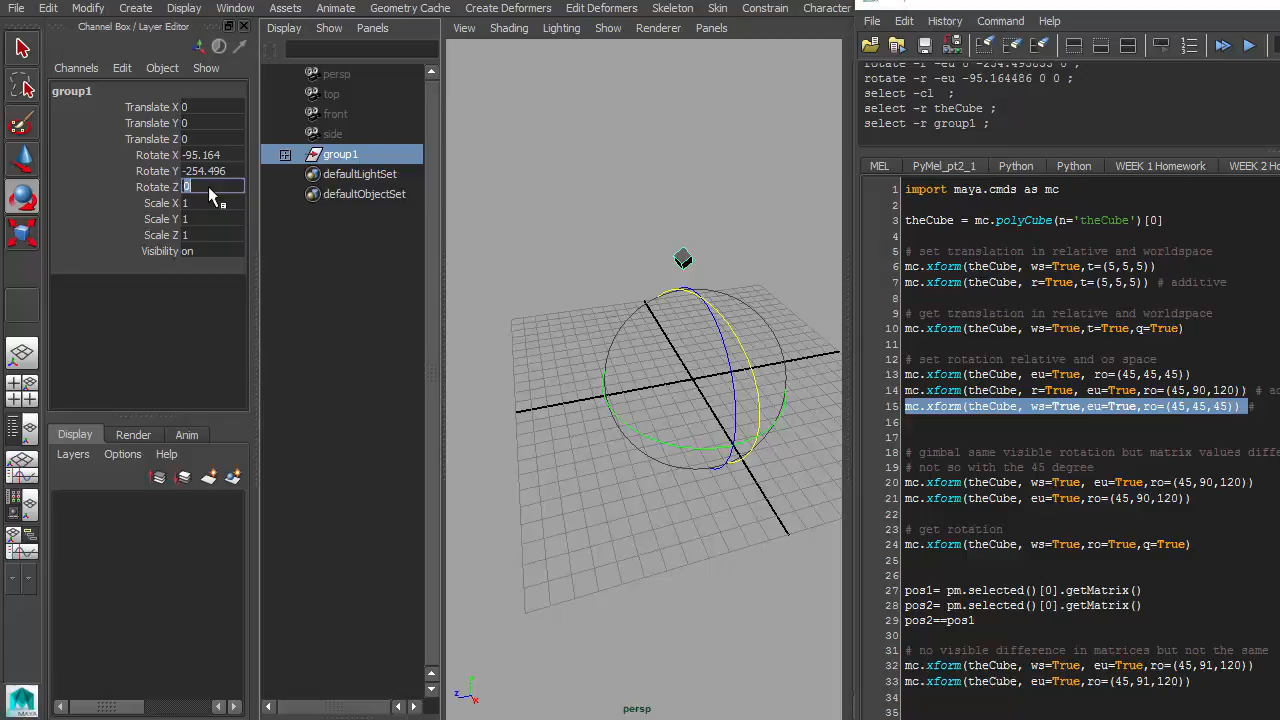 File Edit Modify Create Display Window Assets Animate Geometry Cache Create Deformers Edit Deformers Skeleton Skin Constrain Character
Channel Box / Layer Editor
Channels Edit Object Show
group1
Translate X 0
Translate Y 0
Translate Z 0
Rotate X -95.164
Rotate Y -254.496
Rotate Z 0
Scale X 1
Scale Y 1
Scale Z 1
Visibility on
Display Render Anim
Layers Options Help
MAYA
Display Show Panels
persp
top
front
side
group1
defaultLightSet
defaultObjectSet
View Shading Lighting Show Renderer Panels
z
persp
File Edit History Command Help
rotate -r -eu 0 -254.495833 0 ;
rotate -r -eu -95.164486 0 0 ;
select -cl ;
select -r theCube ;
select -r group1 ;
MEL PyMel_pt2_1 Python Python WEEK 1 Homework WEEK 2 Ho
1 import maya.cmds as mc
2
3 theCube = mc.polyCube(n='theCube')[0]
4
5 # set translation in relative and worldspace
6 mc.xform(theCube, ws=True,t=(5,5,5))
7 mc.xform(theCube, r=True,t=(5,5,5)) # additive
8
9 # get translation in relative and worldspace
10 mc.xform(theCube, ws=True,t=True,q=True)
11
12 # set rotation relative and os space
13 mc.xform(theCube, eu=True, ro=(45,45,45))
14 mc.xform(theCube, r=True, eu=True,ro=(45,90,120)) # ad
15 mc.xform(theCube, ws=True,eu=True,ro=(45,45,45)) #
16
17
18 # gimbal same visible rotation but matrix values diffe
19 # not so with the 45 degree
20 mc.xform(theCube, ws=True, eu=True,ro=(45,90,120))
21 mc.xform(theCube, eu=True,ro=(45,90,120))
22
23 # get rotation
24 mc.xform(theCube, ws=True,ro=True,q=True)
25
26
27 pos1= pm.selected()[0].getMatrix()
28 pos2= pm.selected()[0].getMatrix()
29 pos2==pos1
30
31 # no visible difference in matrices but not the same
32 mc.xform(theCube, ws=True, eu=True,ro=(45,91,120))
33 mc.xform(theCube, eu=True,ro=(45,91,120))
34
35